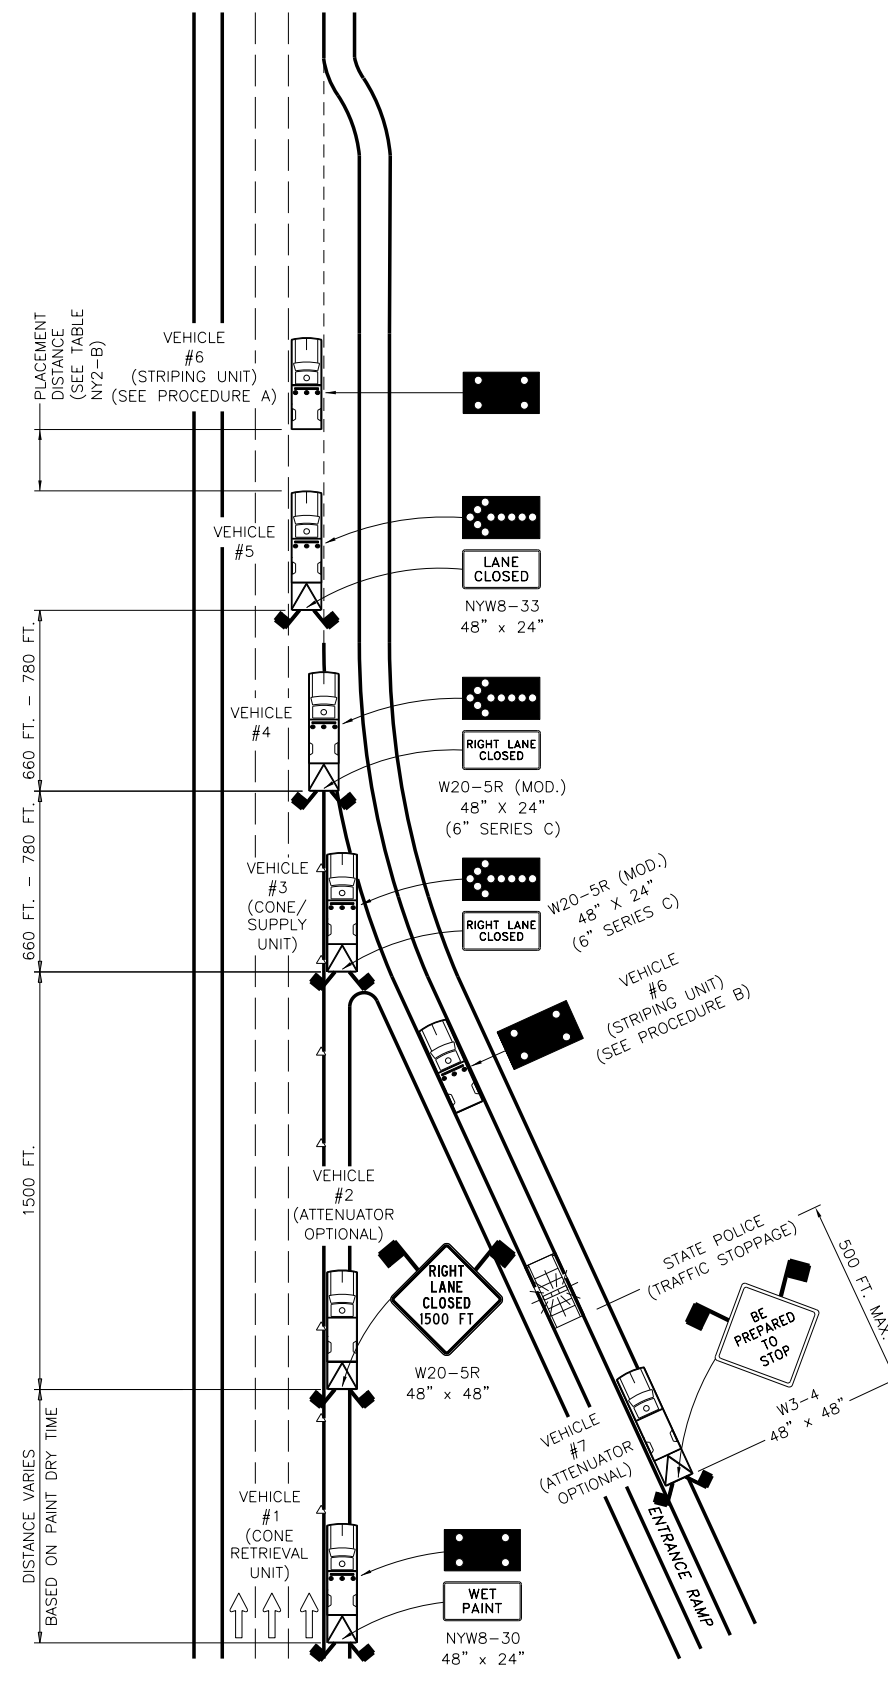 PLACEMENT
DISTANCE
(SEE TABLE
NY2-B)
VEHICLE
#6
(STRIPING UNIT)
(SEE PROCEDURE A)
VEHICLE
#5
LANE
CLOSED
NYW8-33
48" x 24"
660 FT. - 780 FT.
VEHICLE
#4
RIGHT LANE
CLOSED
W20-5R (MOD.)
48" X 24"
(6" SERIES C)
660 FT. - 780 FT.
VEHICLE
#3
(CONE/
SUPPLY
UNIT)
RIGHT LANE
CLOSED
W20-5R (MOD.)
48" X 24"
(6" SERIES C)
VEHICLE
#6
(STRIPING UNIT)
(SEE PROCEDURE B)
1500 FT.
VEHICLE
#2
(ATTENUATOR
OPTIONAL)
RIGHT
LANE
CLOSED
1500 FT
W20-5R
48" x 48"
STATE POLICE
(TRAFFIC STOPPAGE)
500 FT. MAX.
BE
PREPARED
TO
STOP
W3-4
48" x 48"
VEHICLE
#7
(ATTENUATOR
OPTIONAL)
ENTRANCE RAMP
DISTANCE VARIES
BASED ON PAINT DRY TIME
VEHICLE
#1
(CONE
RETRIEVAL
UNIT)
WET
PAINT
NYW8-30
48" x 24"